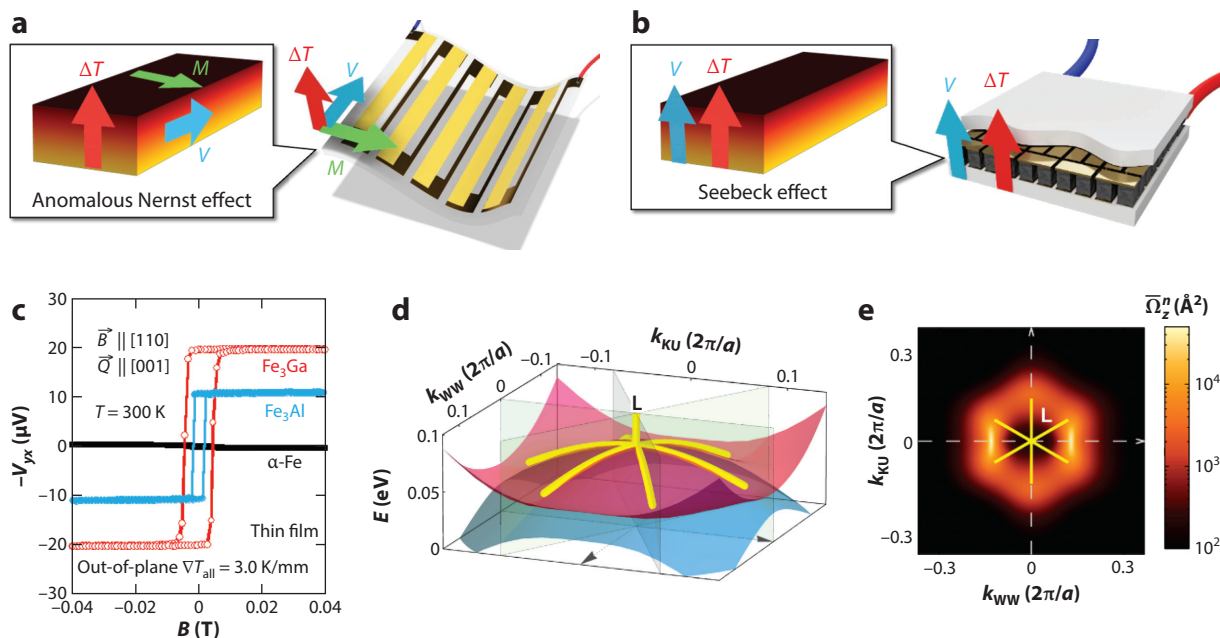 a
ΔT
M
V
Anomalous Nernst effect
ΔT
V
M
b
V
ΔT
Seebeck effect
V
ΔT
c
30
20
10
0
−10
−20
−30
−V_yx (μV)
B⃗ || [110]
Q⃗ || [001]
T = 300 K
Fe₃Ga
Fe₃Al
α-Fe
Thin film
Out-of-plane ∇T_all = 3.0 K/mm
−0.04 −0.02 0 0.02 0.04
B (T)
d
k_KU (2π/a)
−0.1 0 0.1
k_WW (2π/a)
−0.1
0
0.1
L
0.1
0.05
0
E (eV)
e
Ω̅ⁿ_z (Å²)
0.3
0
−0.3
k_KU (2π/a)
L
−0.3 0 0.3
k_WW (2π/a)
10⁴
10³
10²